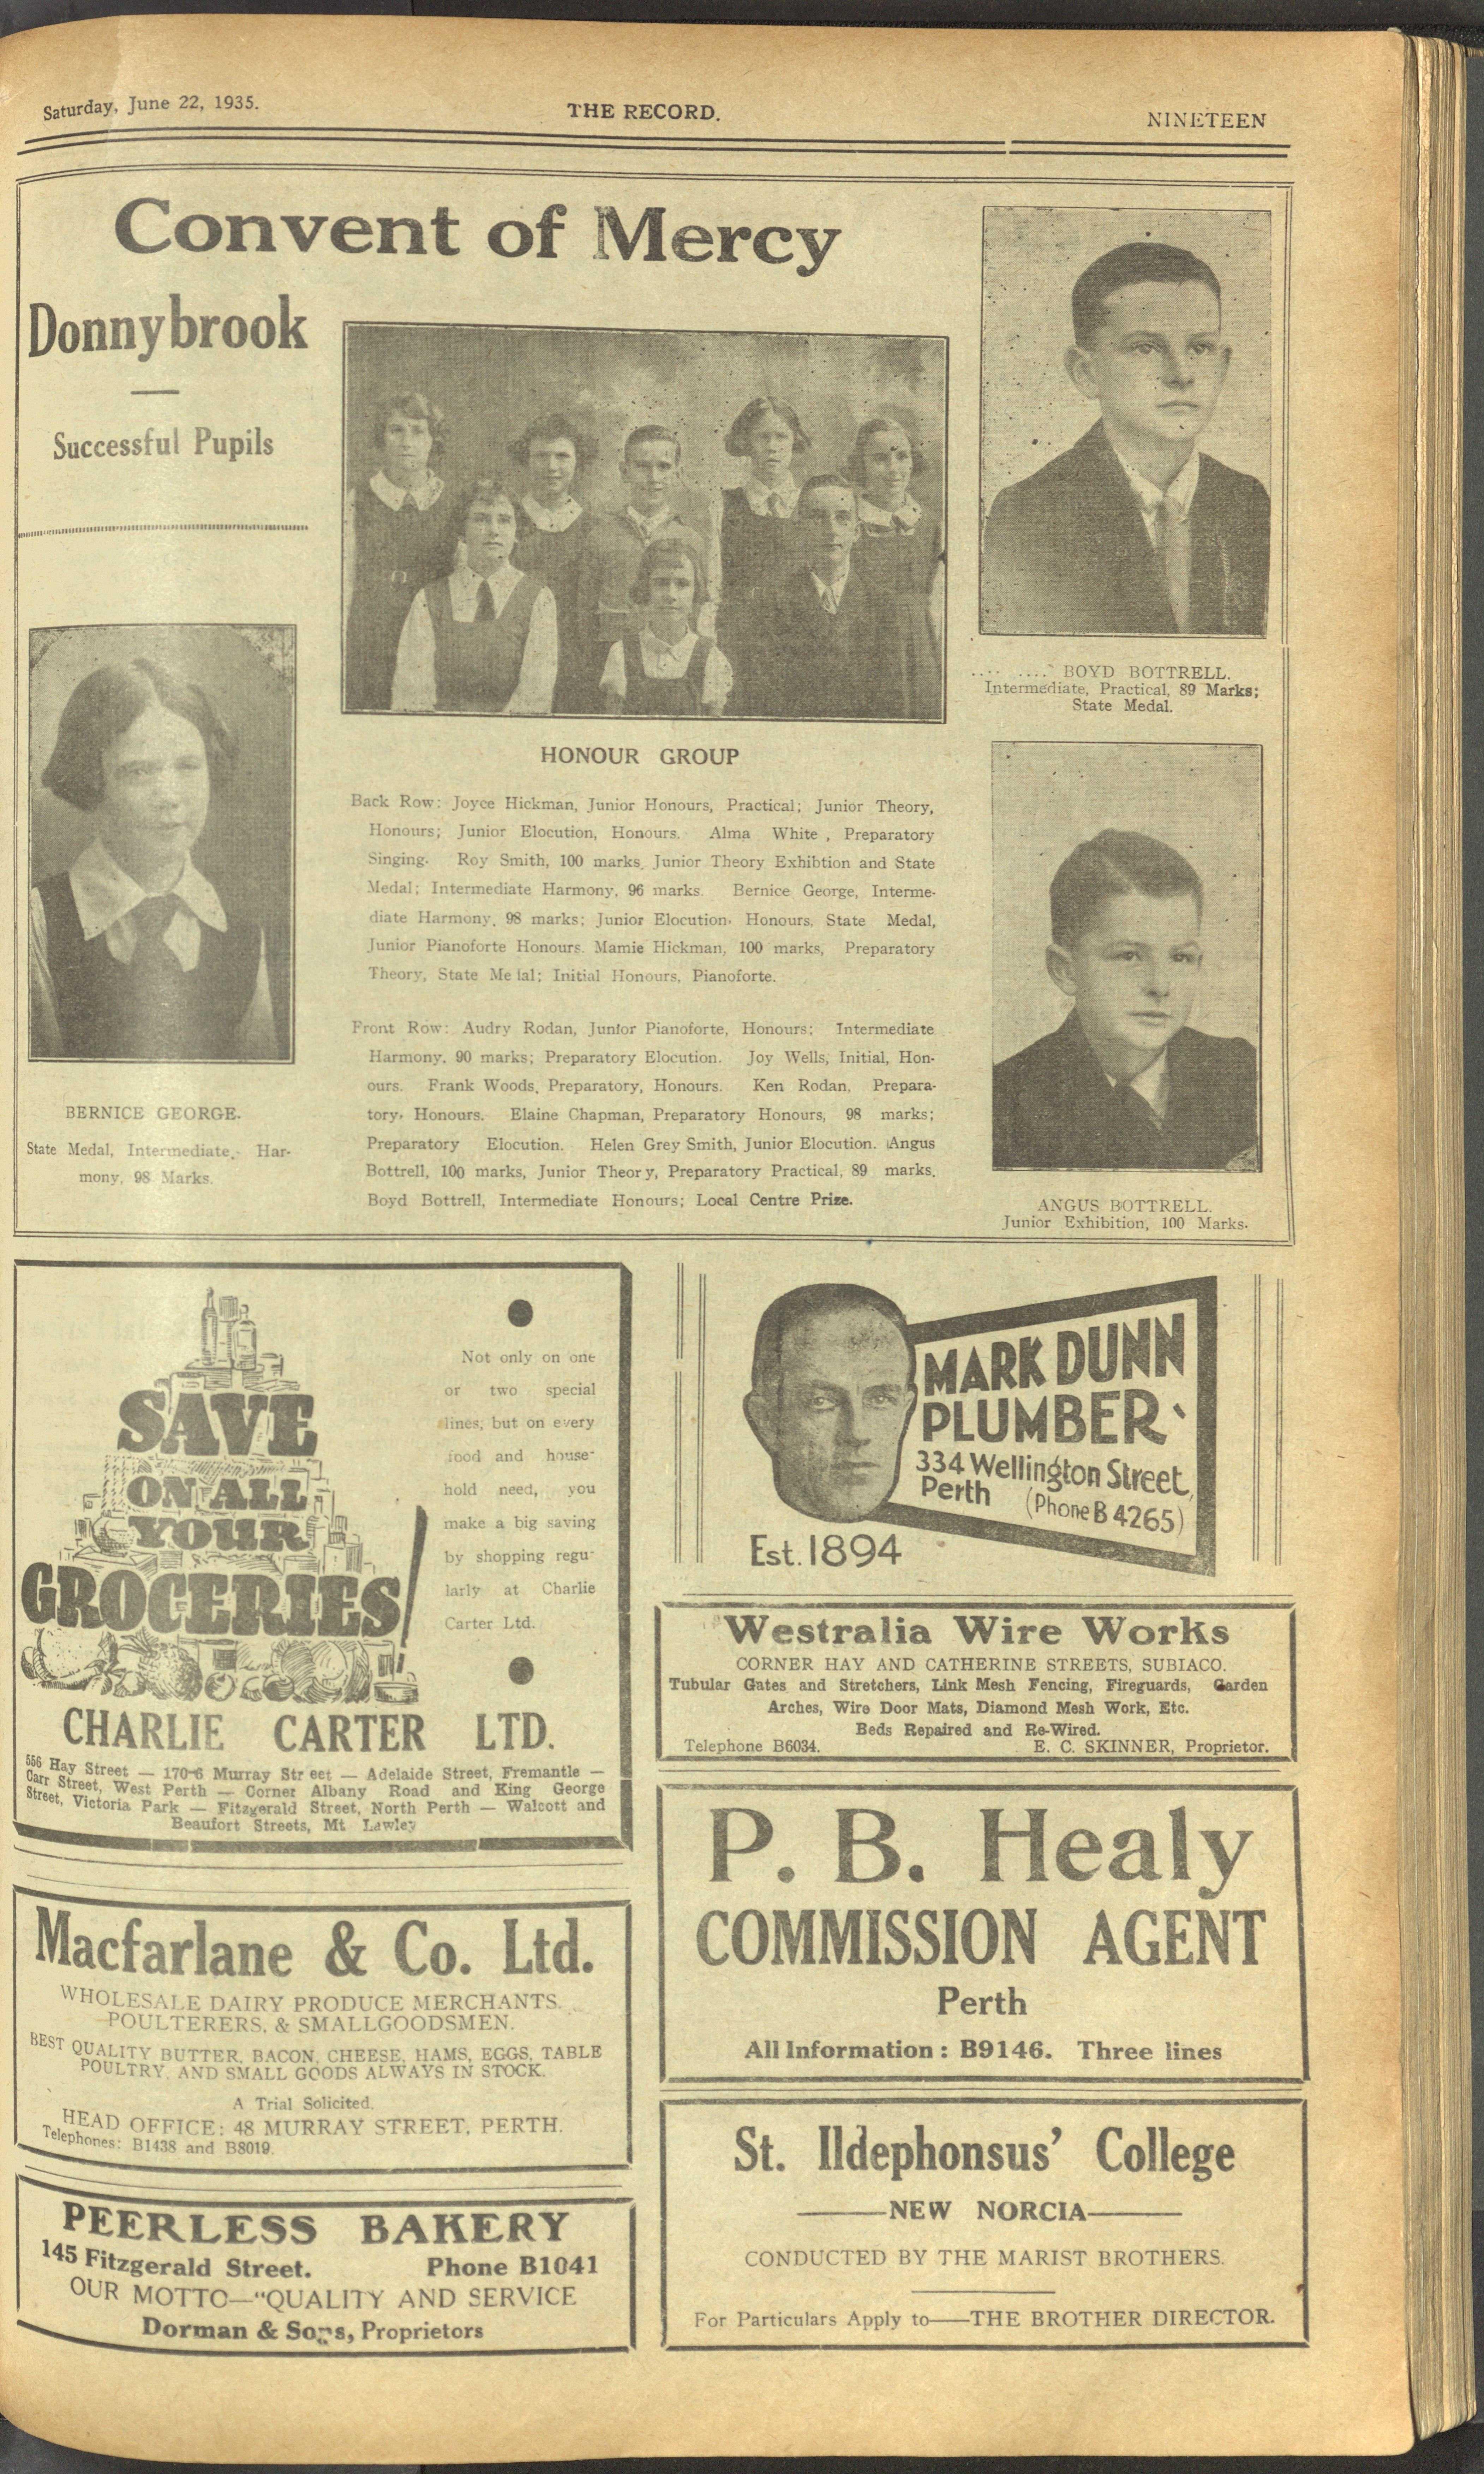 Saturday, June 22, 1935.
THE RECORD.
NINETEEN
Convent of Mercy
Donnybrook
Successful Pupils
BOYD BOTTRELL.
Intermediate, Practical, 89 Marks;
State Medal.
HONOUR GROUP
Back Row: Joyce Hickman, Junior Honours, Practical; Junior Theory,
Honours; Junior Elocution, Honours. Alma White , Preparatory
Singing. Roy Smith, 100 marks, Junior Theory Exhibtion and State
Medal; Intermediate Harmony, 96 marks. Bernice George, Interme-
diate Harmony, 98 marks; Junior Elocution. Honours, State Medal,
Junior Pianoforte Honours. Mamie Hickman, 100 marks, Preparatory
Theory, State Me lal; Initial Honours, Pianoforte.
Front Row: Audry Rodan, Junior Pianoforte, Honours; Intermediate
Harmony, 90 marks; Preparatory Elocution. Joy Wells, Initial, Hon-
ours. Frank Woods, Preparatory, Honours. Ken Rodan, Prepara-
tory. Honours. Elaine Chapman, Preparatory Honours, 98 marks;
Preparatory Elocution. Helen Grey Smith, Junior Elocution. Angus
Bottrell, 100 marks, Junior Theory, Preparatory Practical, 89 marks.
Boyd Bottrell, Intermediate Honours; Local Centre Prize.
BERNICE GEORGE.
State Medal, Intermediate, Har-
mony, 98 Marks.
ANGUS BOTTRELL.
Junior Exhibition, 100 Marks.
SAVE
ON ALL
YOUR
GROCERIES!
Not only on one
or two special
lines, but on every
food and house-
hold need, you
make a big saving
by shopping regu-
larly at Charlie
Carter Ltd.
CHARLIE CARTER LTD.
556 Hay Street — 170-6 Murray Street — Adelaide Street, Fremantle —
Carr Street, West Perth — Corner Albany Road and King George
Street, Victoria Park — Fitzgerald Street, North Perth — Walcott and
Beaufort Streets, Mt Lawley
MARK DUNN
PLUMBER
334 Wellington Street,
Perth (Phone B 4265)
Est. 1894
Westralia Wire Works
CORNER HAY AND CATHERINE STREETS, SUBIACO.
Tubular Gates and Stretchers, Link Mesh Fencing, Fireguards, Garden
Arches, Wire Door Mats, Diamond Mesh Work, Etc.
Beds Repaired and Re-Wired.
Telephone B6034. E. C. SKINNER, Proprietor.
P. B. Healy
COMMISSION AGENT
Perth
All Information : B9146. Three lines
Macfarlane & Co. Ltd.
WHOLESALE DAIRY PRODUCE MERCHANTS.
POULTERERS, & SMALLGOODSMEN.
BEST QUALITY BUTTER, BACON, CHEESE, HAMS, EGGS, TABLE
POULTRY, AND SMALL GOODS ALWAYS IN STOCK.
A Trial Solicited.
HEAD OFFICE: 48 MURRAY STREET, PERTH.
Telephones: B1438 and B8019.
PEERLESS BAKERY
145 Fitzgerald Street. Phone B1041
OUR MOTTO—"QUALITY AND SERVICE
Dorman & Sons, Proprietors
St. Ildephonsus' College
NEW NORCIA
CONDUCTED BY THE MARIST BROTHERS.
For Particulars Apply to——THE BROTHER DIRECTOR.